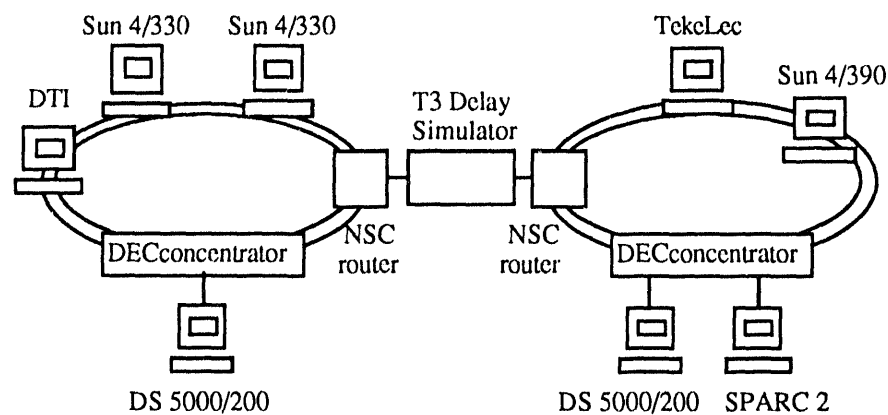 Sun 4/330
Sun 4/330
TekeLec
DTI
T3 Delay
Simulator
Sun 4/390
NSC
router
NSC
router
DECconcentrator
DECconcentrator
DS 5000/200
DS 5000/200
SPARC 2